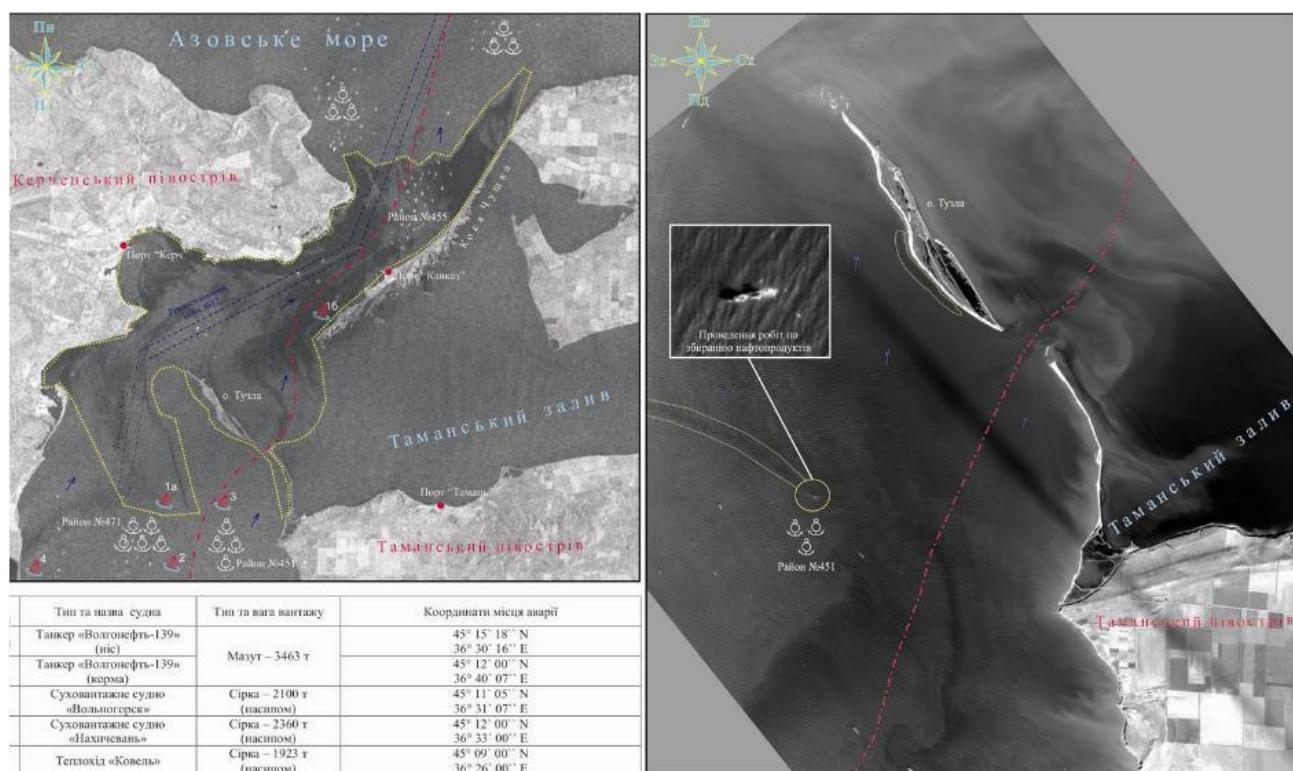 Пн
Азовське море
Пд
Керченський півострів
Район №455
Коса Чушка
Порт "Керч
Порт "Кавказ"
1б
о. Тузла
Таманський залив
1а
3
Порт "Тамань"
Район №471
Таманський півострів
4
2
Район №451
Тип та назва судна
Тип та вага вантажу
Координати місця аварії
Танкер «Волгонефть-139»
(ніс)
Мазут – 3463 т
45° 15` 18`` N
36° 30` 16`` E
Танкер «Волгонефть-139»
(корма)
45° 12` 00`` N
36° 40` 07`` E
Суховантажне судно
«Вольногорск»
Сірка – 2100 т
(насипом)
45° 11` 05`` N
36° 31` 07`` E
Суховантажне судно
«Нахичевань»
Сірка – 2360 т
(насипом)
45° 12` 00`` N
36° 33` 00`` E
Теплохід «Ковель»
Сірка – 1923 т
(насипом)
45° 09` 00`` N
36° 26` 00`` E
Зх
Сх
Пд
о. Тузла
Проведення робіт по
збиранню нафтопродуктів
Район №451
Таманський залив
Таманський півострів